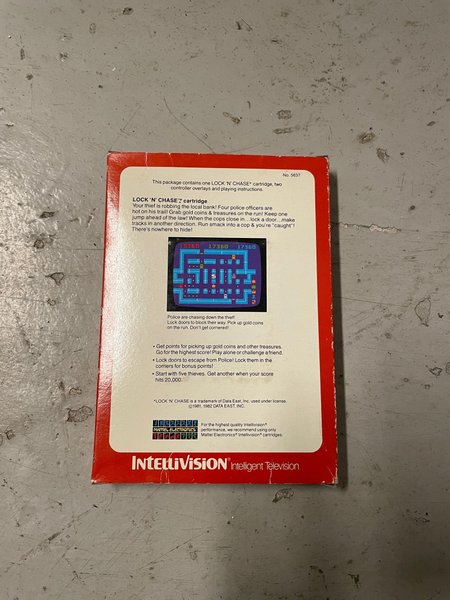 No. 5637
This package contains one LOCK 'N' CHASE* cartridge, two
controller overlays and playing instructions.
LOCK 'N' CHASE* cartridge
Your thief is robbing the local bank! Four police officers are
hot on his trail! Grab gold coins & treasures on the run! Keep one
jump ahead of the law! When the cops close in...lock a door...make
tracks in another direction. Run smack into a cop & you're "caught"!
There's nowhere to hide!
17360 17360
Police are chasing down the thief!
Lock doors to block their way. Pick up gold coins
on the run. Don't get cornered!
• Get points for picking up gold coins and other treasures.
Go for the highest score! Play alone or challenge a friend.
• Lock doors to escape from Police! Lock them in the
corners for bonus points!
• Start with five thieves. Get another when your score
hits 20,000.
*LOCK 'N' CHASE is a trademark of Data East, Inc. used under license.
©1981, 1982 DATA EAST, INC.
MATTEL ELECTRONICS
For the highest quality Intellivision®
performance, we recommend using only
Mattel Electronics® Intellivision® cartridges.
INTELLIVISION® Intelligent Television